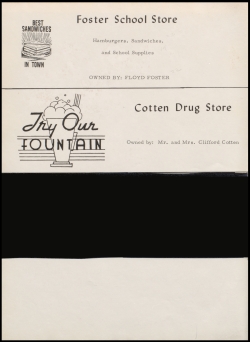 BEST
SANDWICHES
IN TOWN
Foster School Store
Hamburgers, Sandwiches,
and School Supplies
OWNED BY: FLOYD FOSTER
Try Our
FOUNTAIN
Cotten Drug Store
Owned by: Mr. and Mrs. Clifford Cotten